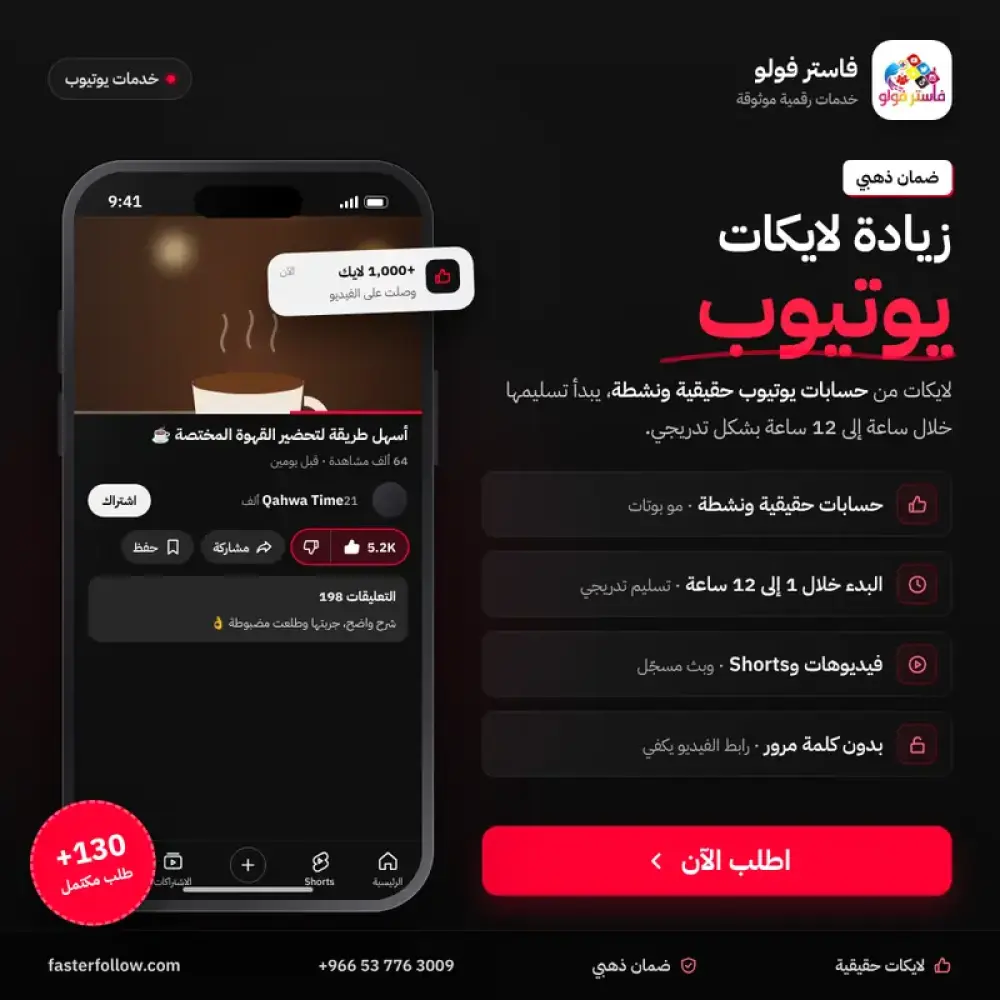 فاستر فولو
فاستر فولو
خدمات رقمية موثوقة
خدمات يوتيوب
ضمان ذهبي
زيادة لايكات
يوتيوب
لايكات من حسابات يوتيوب حقيقية ونشطة، يبدأ تسليمها
خلال ساعة إلى 12 ساعة بشكل تدريجي.
حسابات حقيقية ونشطة · مو بوتات
البدء خلال 1 إلى 12 ساعة · تسليم تدريجي
فيديوهات وShorts · وبث مسجّل
بدون كلمة مرور · رابط الفيديو يكفي
اطلب الآن
9:41
+1,000 لايك
الآن
وصلت على الفيديو
أسهل طريقة لتحضير القهوة المختصة ☕
64 ألف مشاهدة · قبل يومين
Qahwa Time
21 ألف
اشتراك
5.2K
مشاركة
حفظ
التعليقات 198
شرح واضح، جربتها وطلعت مضبوطة 👌
الرئيسية
Shorts
الاشتراكات
+130
طلب مكتمل
لايكات حقيقية
ضمان ذهبي
+966 53 776 3009
fasterfollow.com